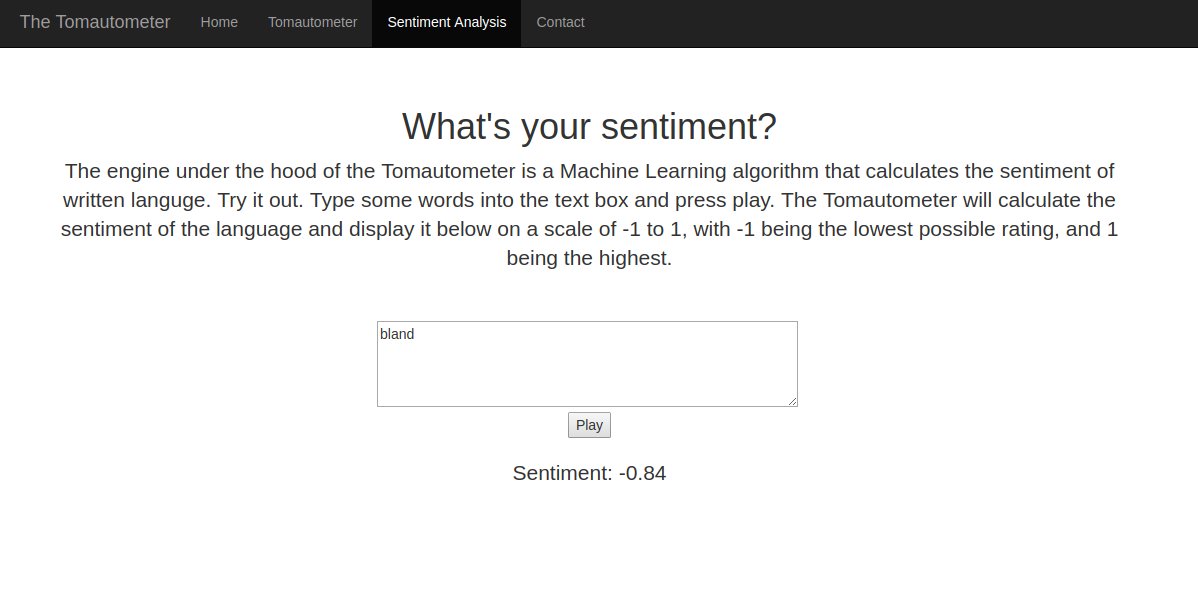 The Tomautometer Home Tomautometer Sentiment Analysis Contact
What's your sentiment?
The engine under the hood of the Tomautometer is a Machine Learning algorithm that calculates the sentiment of
written languge. Try it out. Type some words into the text box and press play. The Tomautometer will calculate the
sentiment of the language and display it below on a scale of -1 to 1, with -1 being the lowest possible rating, and 1
being the highest.
bland
Play
Sentiment: -0.84